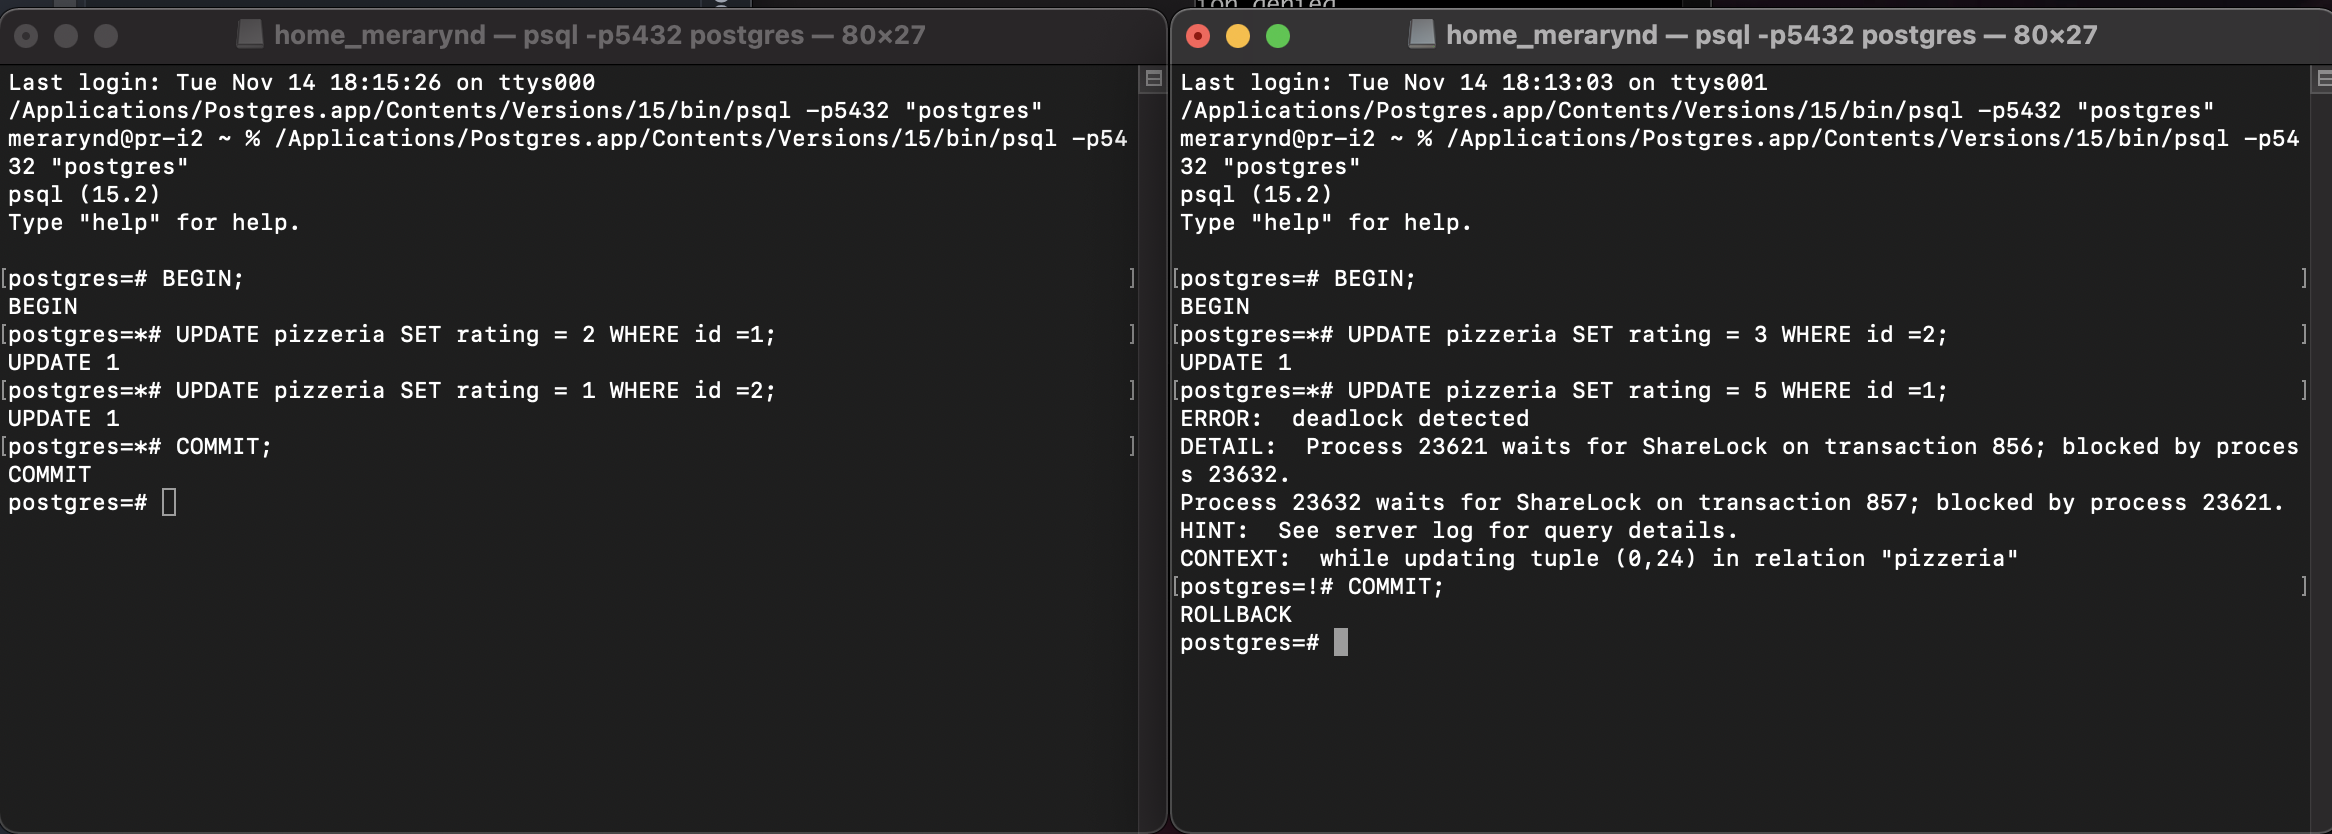 ion denied
home_merarynd — psql -p5432 postgres — 80×27
Last login: Tue Nov 14 18:15:26 on ttys000
/Applications/Postgres.app/Contents/Versions/15/bin/psql -p5432 "postgres"
merarynd@pr-i2 ~ % /Applications/Postgres.app/Contents/Versions/15/bin/psql -p54
32 "postgres"
psql (15.2)
Type "help" for help.
[postgres=# BEGIN; ]
BEGIN
[postgres=*# UPDATE pizzeria SET rating = 2 WHERE id =1; ]
UPDATE 1
[postgres=*# UPDATE pizzeria SET rating = 1 WHERE id =2; ]
UPDATE 1
[postgres=*# COMMIT; ]
COMMIT
postgres=#
home_merarynd — psql -p5432 postgres — 80×27
Last login: Tue Nov 14 18:13:03 on ttys001
/Applications/Postgres.app/Contents/Versions/15/bin/psql -p5432 "postgres"
merarynd@pr-i2 ~ % /Applications/Postgres.app/Contents/Versions/15/bin/psql -p54
32 "postgres"
psql (15.2)
Type "help" for help.
[postgres=# BEGIN; ]
BEGIN
[postgres=*# UPDATE pizzeria SET rating = 3 WHERE id =2; ]
UPDATE 1
[postgres=*# UPDATE pizzeria SET rating = 5 WHERE id =1; ]
ERROR:  deadlock detected
DETAIL:  Process 23621 waits for ShareLock on transaction 856; blocked by proces
s 23632.
Process 23632 waits for ShareLock on transaction 857; blocked by process 23621.
HINT:  See server log for query details.
CONTEXT:  while updating tuple (0,24) in relation "pizzeria"
[postgres=!# COMMIT; ]
ROLLBACK
postgres=#